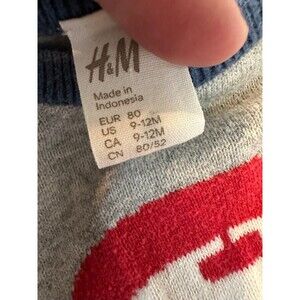 H&M
Made in
Indonesia
EUR 80
US 9-12M
CA 9-12M
CN 80/52